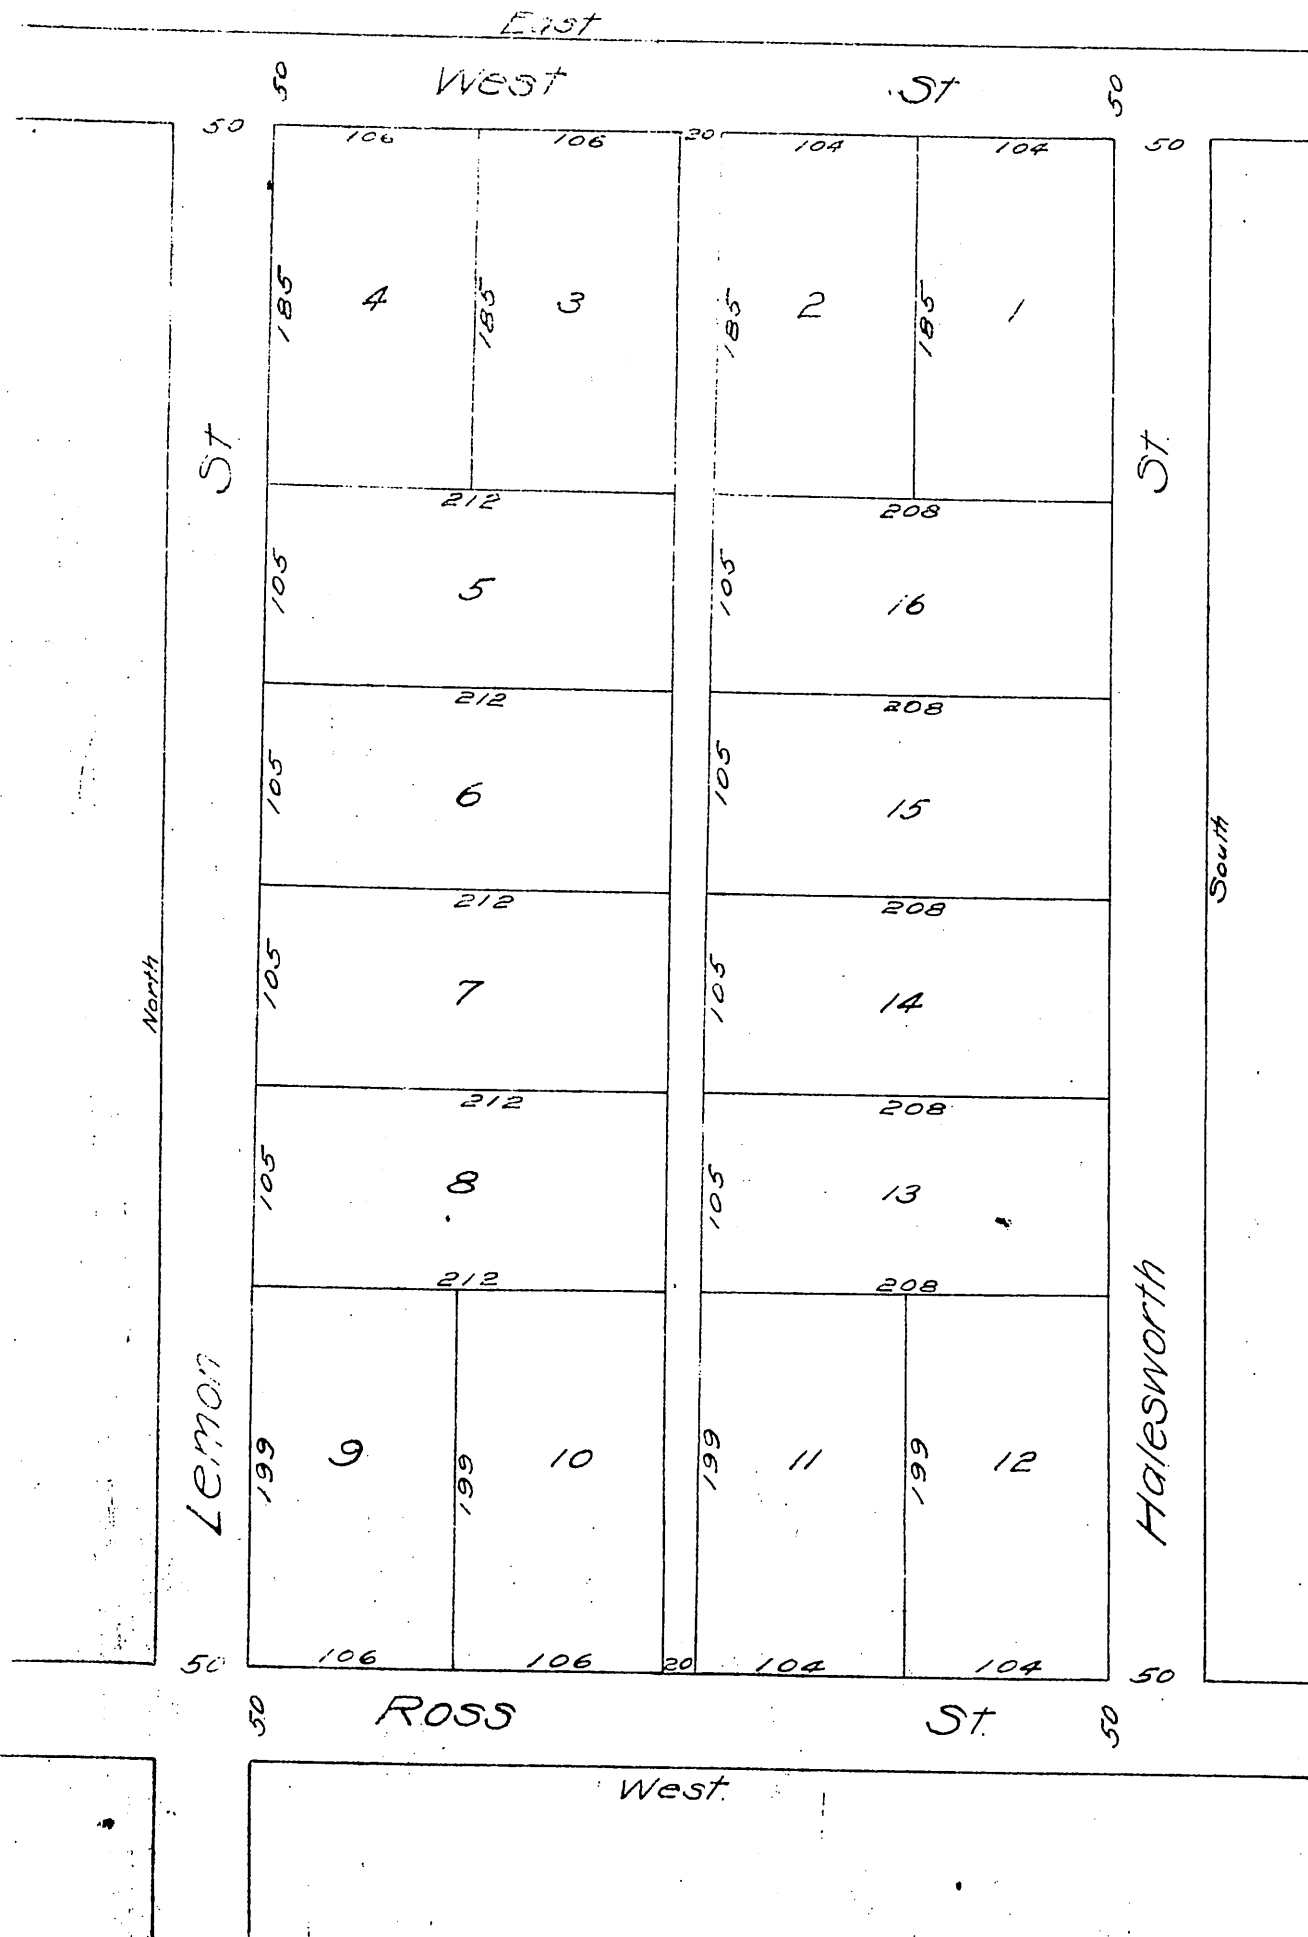 East
50 West St 50
50 106 106 20 104 104 50
185 4 185 3 185 2 185 1
St St.
212 208
105 5 105 16
212 208
105 6 105 15
South
212 208
North
105 7 105 14
212 208
105 8 105 13
212 208
Lemon Halesworth
199 9 199 10 199 11 199 12
50 106 106 20 104 104 50
50 Ross St. 50
West.